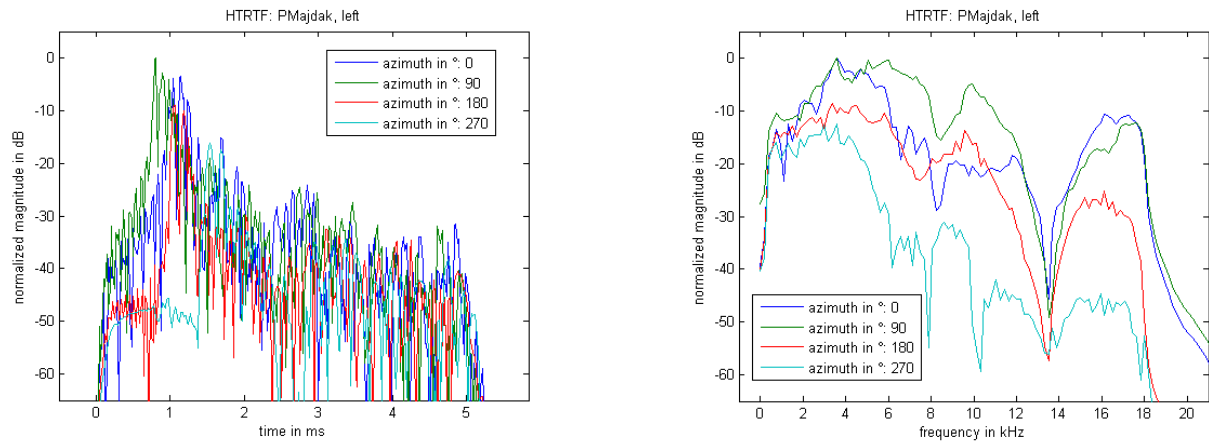 HTRTF: PMajdak, left
normalized magnitude in dB
0
-10
-20
-30
-40
-50
-60
azimuth in °: 0
azimuth in °: 90
azimuth in °: 180
azimuth in °: 270
0
1
2
3
4
5
time in ms
HTRTF: PMajdak, left
normalized magnitude in dB
0
-10
-20
-30
-40
-50
-60
azimuth in °: 0
azimuth in °: 90
azimuth in °: 180
azimuth in °: 270
0
2
4
6
8
10
12
14
16
18
20
frequency in kHz